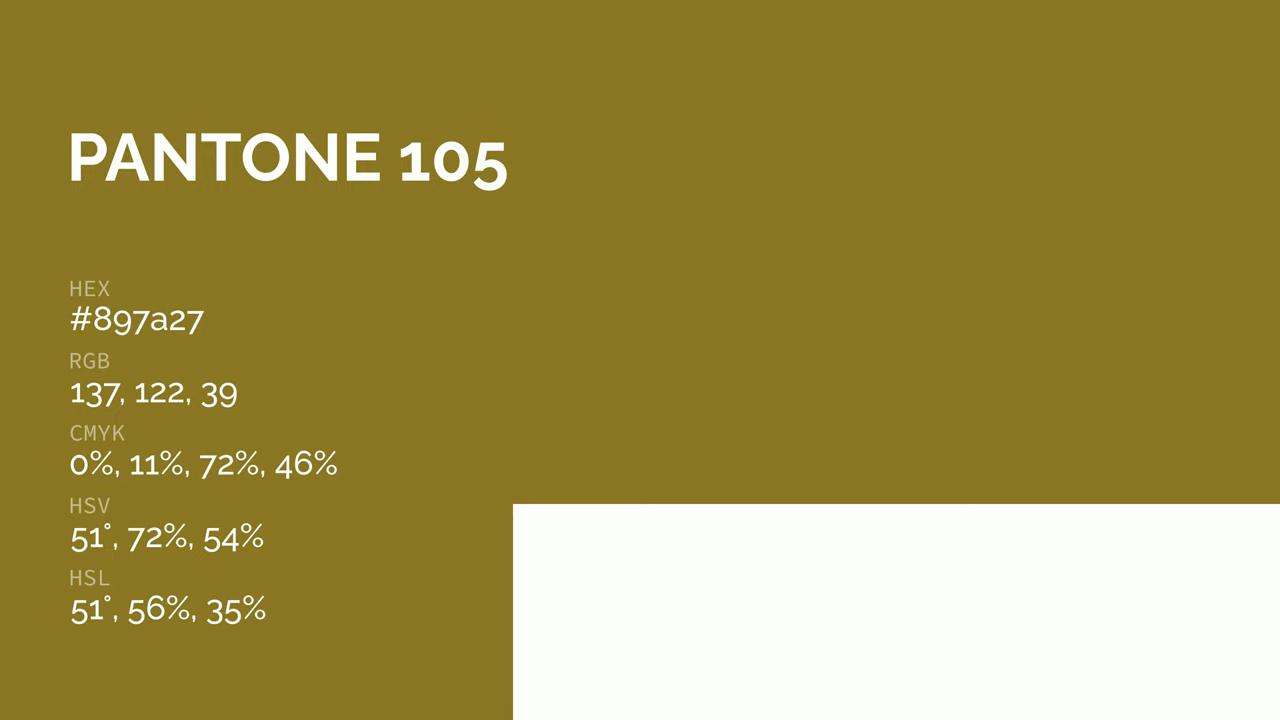 PANTONE 105
HEX
#897a27
RGB
137, 122, 39
CMYK
0%, 11%, 72%, 46%
HSV
51°, 72%, 54%
HSL
51°, 56%, 35%